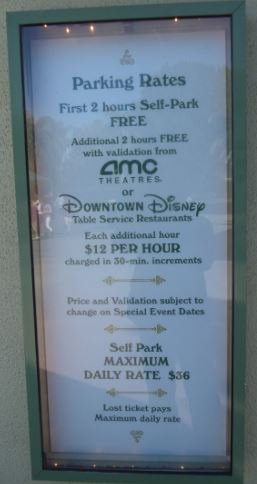 Parking Rates
First 2 hours Self-Park
FREE
Additional 2 hours FREE
with validation from
amc
THEATRES
or
DOWNTOWN DISNEY
Table Service Restaurants
Each additional hour
$12 PER HOUR
charged in 30-min. increments
Price and Validation subject to
change on Special Event Dates
Self Park
MAXIMUM
DAILY RATE $36
Lost ticket pays
Maximum daily rate